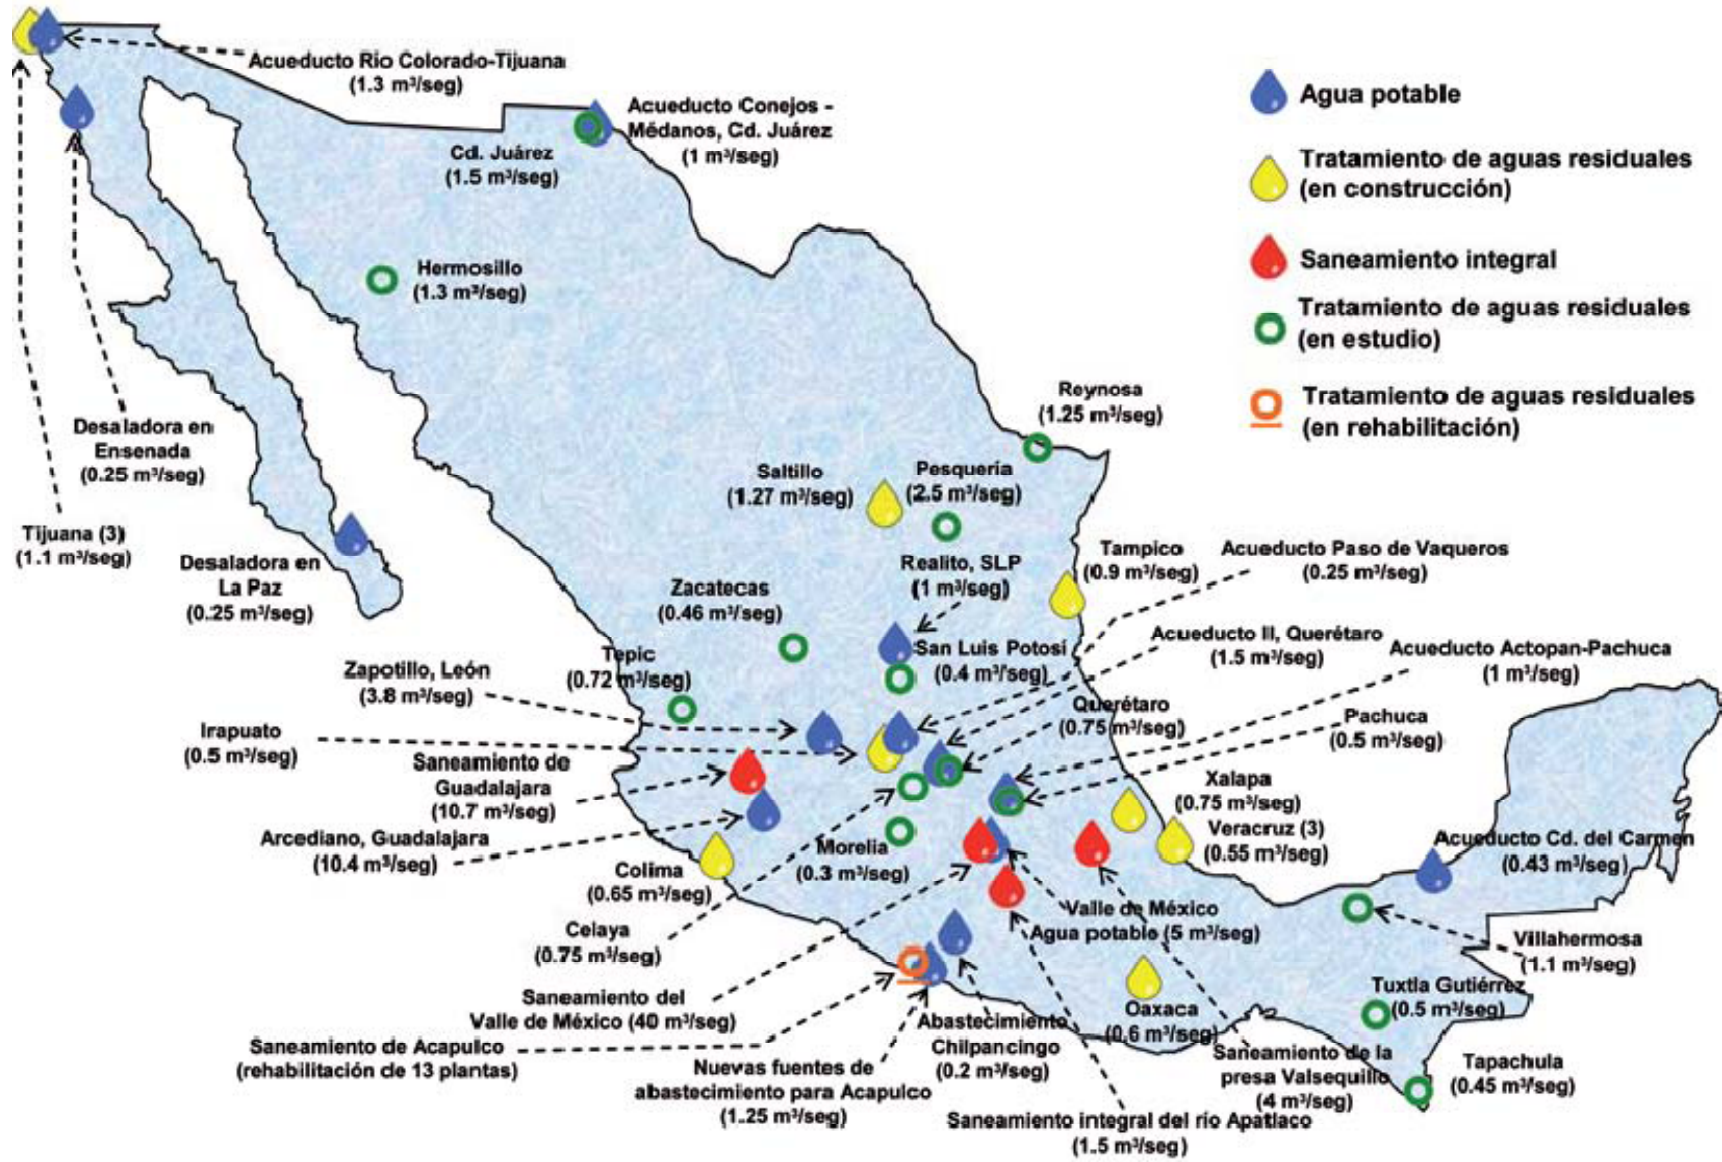 Acueducto Río Colorado-Tijuana
(1.3 m³/seg)
Acueducto Conejos -
Médanos, Cd. Juárez
(1 m³/seg)
Cd. Juárez
(1.5 m³/seg)
Hermosillo
(1.3 m³/seg)
Agua potable
Tratamiento de aguas residuales
(en construcción)
Saneamiento integral
Tratamiento de aguas residuales
(en estudio)
Tratamiento de aguas residuales
(en rehabilitación)
Desaladora en
Ensenada
(0.25 m³/seg)
Tijuana (3)
(1.1 m³/seg)
Desaladora en
La Paz
(0.25 m³/seg)
Reynosa
(1.25 m³/seg)
Saltillo
(1.27 m³/seg)
Pesquería
(2.5 m³/seg)
Realito, SLP
(1 m³/seg)
Tampico
(0.9 m³/seg)
Acueducto Paso de Vaqueros
(0.25 m³/seg)
Zacatecas
(0.46 m³/seg)
San Luis Potosí
(0.4 m³/seg)
Acueducto II, Querétaro
(1.5 m³/seg)
Acueducto Actopan-Pachuca
(1 m³/seg)
Tepic
(0.72 m³/seg)
Zapotillo, León
(3.8 m³/seg)
Querétaro
(0.75 m³/seg)
Pachuca
(0.5 m³/seg)
Irapuato
(0.5 m³/seg)
Saneamiento de
Guadalajara
(10.7 m³/seg)
Xalapa
(0.75 m³/seg)
Veracruz (3)
(0.55 m³/seg)
Arcediano, Guadalajara
(10.4 m³/seg)
Acueducto Cd. del Carmen
(0.43 m³/seg)
Colima
(0.65 m³/seg)
Morelia
(0.3 m³/seg)
Celaya
(0.75 m³/seg)
Valle de México
Agua potable (5 m³/seg)
Villahermosa
(1.1 m³/seg)
Saneamiento del
Valle de México (40 m³/seg)
Tuxtla Gutiérrez
(0.5 m³/seg)
Oaxaca
(0.6 m³/seg)
Saneamiento de Acapulco
(rehabilitación de 13 plantas)
Abastecimiento
Chilpancingo
(0.2 m³/seg)
Nuevas fuentes de
abastecimiento para Acapulco
(1.25 m³/seg)
Saneamiento de la
presa Valsequillo
(4 m³/seg)
Tapachula
(0.45 m³/seg)
Saneamiento integral del río Apatlaco
(1.5 m³/seg)